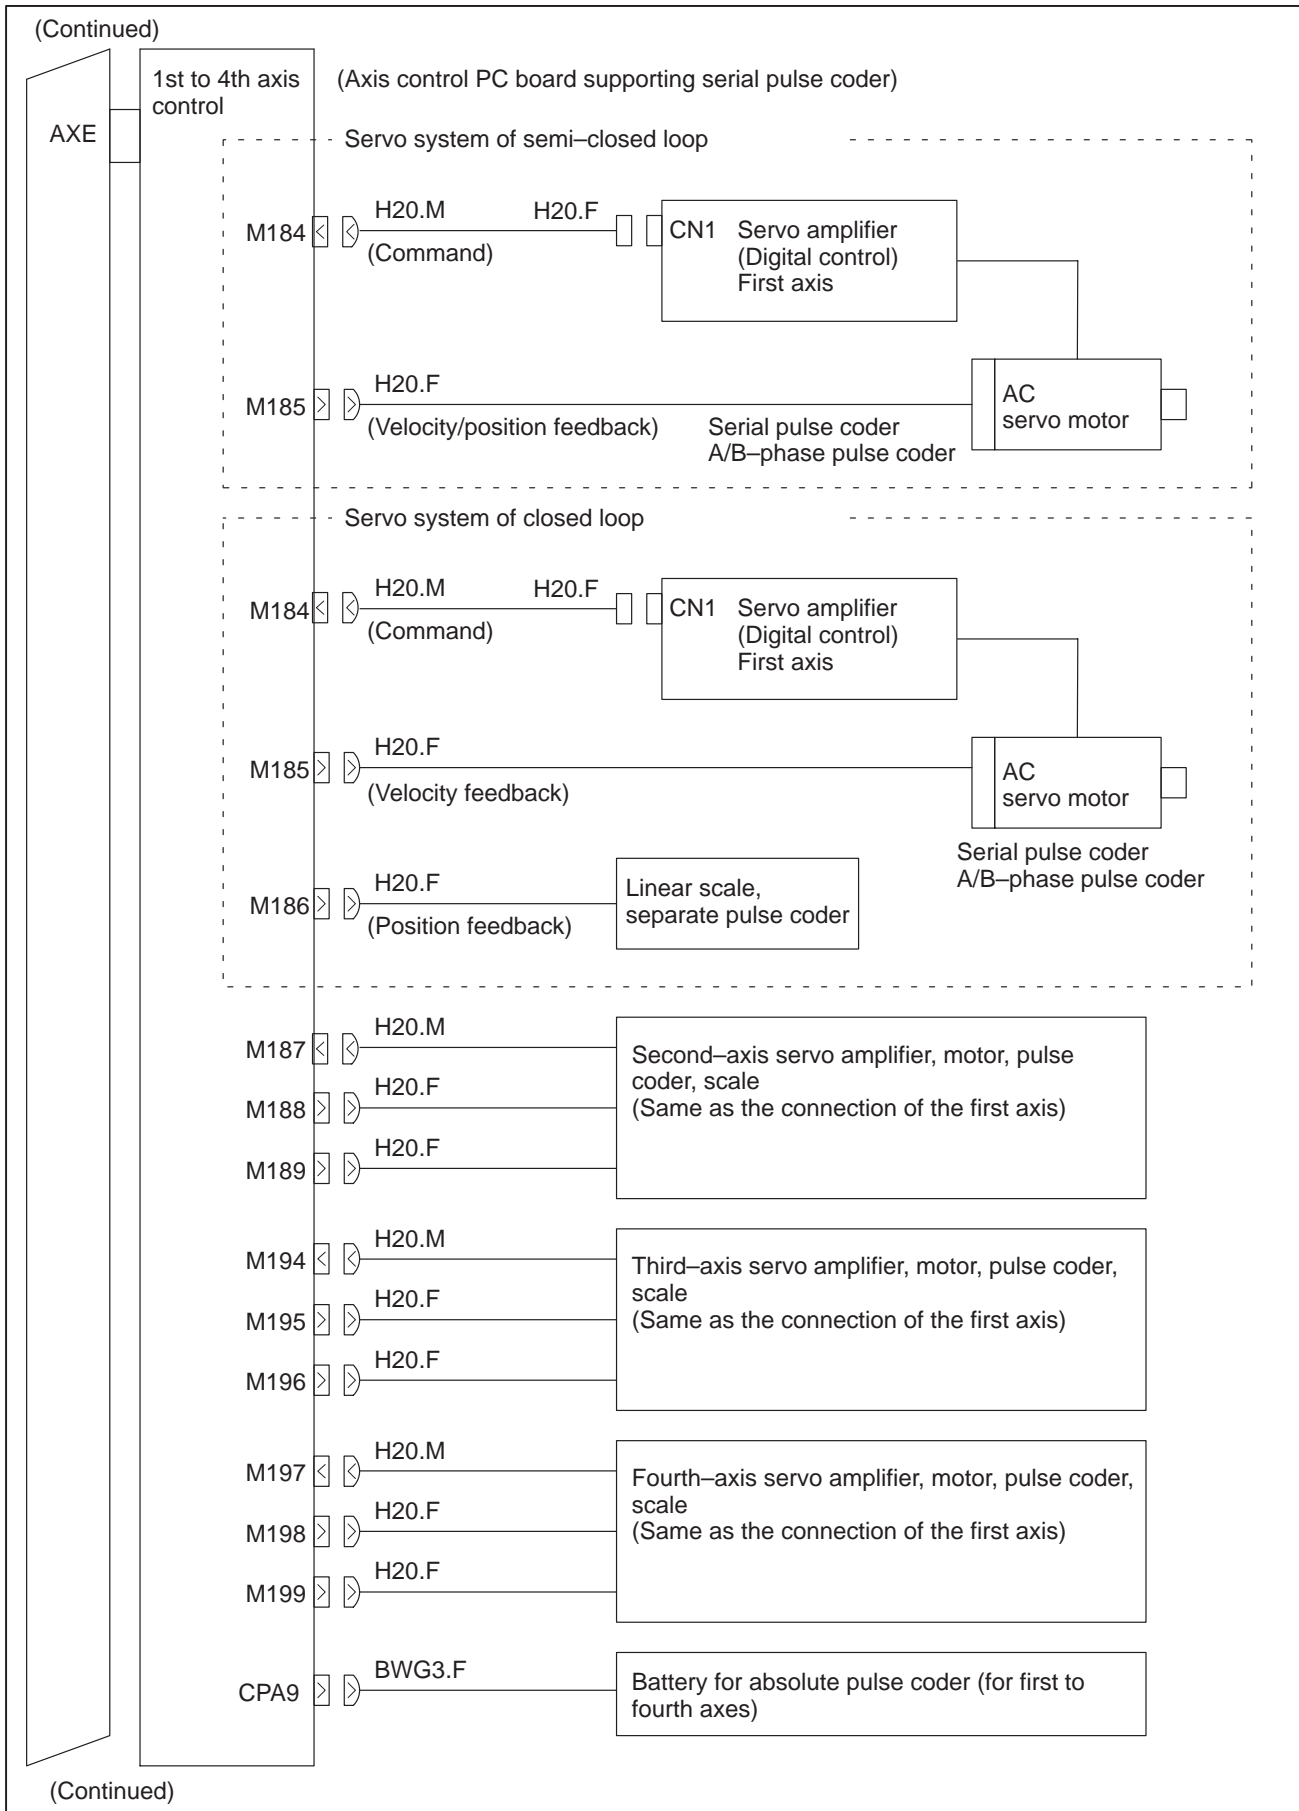 (Continued)
1st to 4th axis
control
(Axis control PC board supporting serial pulse coder)
AXE
Servo system of semi–closed loop
M184
H20.M
H20.F
(Command)
CN1
Servo amplifier
(Digital control)
First axis
M185
H20.F
(Velocity/position feedback)
Serial pulse coder
A/B–phase pulse coder
AC
servo motor
Servo system of closed loop
M184
H20.M
H20.F
(Command)
CN1
Servo amplifier
(Digital control)
First axis
M185
H20.F
(Velocity feedback)
AC
servo motor
Serial pulse coder
A/B–phase pulse coder
M186
H20.F
(Position feedback)
Linear scale,
separate pulse coder
M187
H20.M
M188
H20.F
M189
H20.F
Second–axis servo amplifier, motor, pulse
coder, scale
(Same as the connection of the first axis)
M194
H20.M
M195
H20.F
M196
H20.F
Third–axis servo amplifier, motor, pulse coder,
scale
(Same as the connection of the first axis)
M197
H20.M
M198
H20.F
M199
H20.F
Fourth–axis servo amplifier, motor, pulse coder,
scale
(Same as the connection of the first axis)
CPA9
BWG3.F
Battery for absolute pulse coder (for first to
fourth axes)
(Continued)